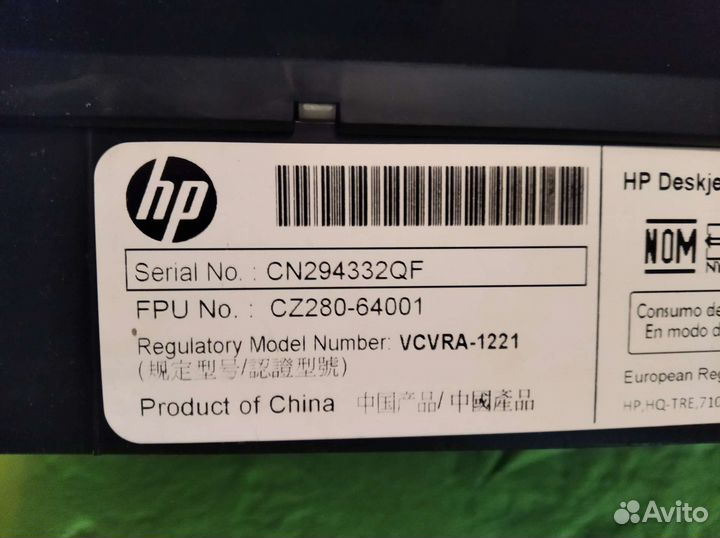 hp
Serial No. : CN294332QF
FPU No. : CZ280-64001
Regulatory Model Number: VCVRA-1221
(规定型号/認證型號)
Product of China 中国产品/ 中國產品
HP Deskje
NOM
Consumo de
En modo d
European Reg
HP,HQ-TRE,710
Avito